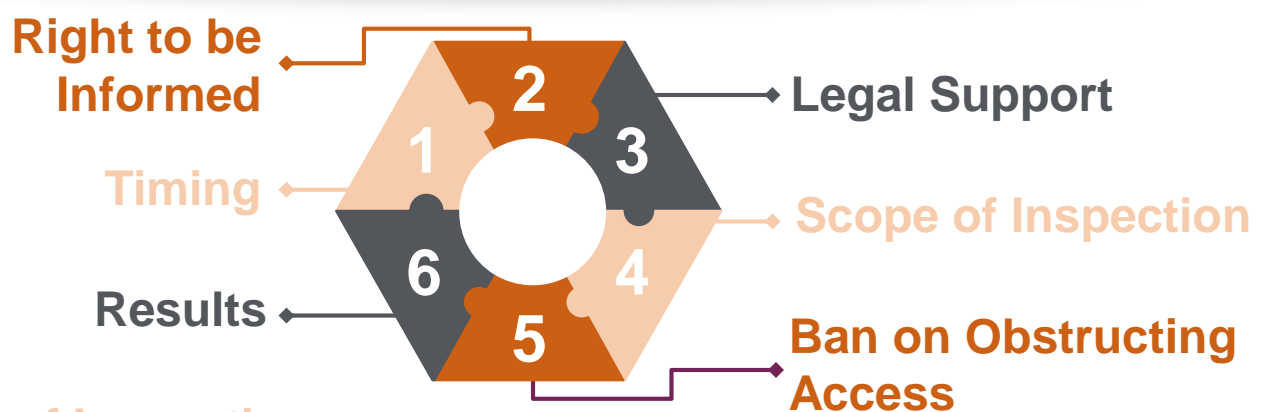 Right to be
Informed
2
Legal Support
1
3
Timing
Scope of Inspection
6
4
Results
5
Ban on Obstructing
Access